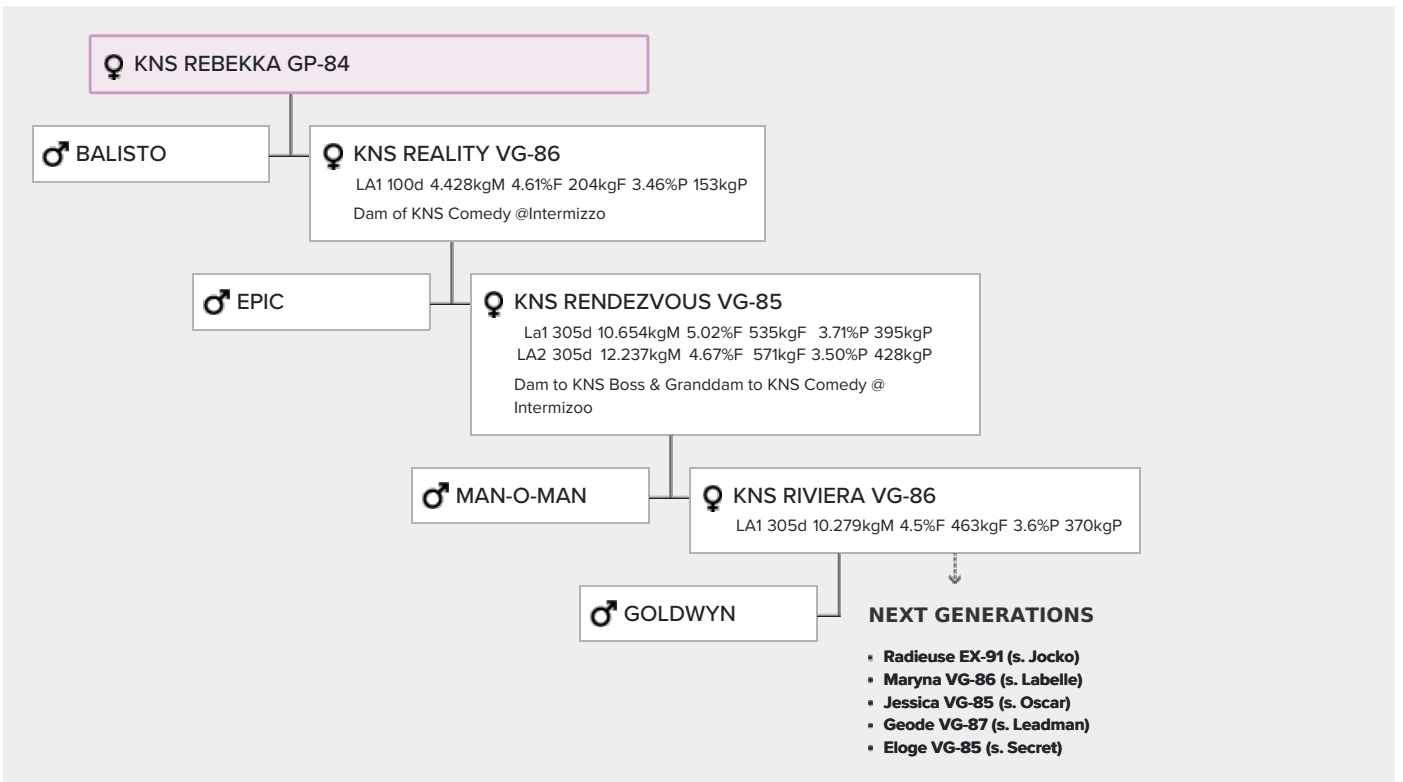 ♀ KNS REBEKKA GP-84
♂ BALISTO
♀ KNS REALITY VG-86
LA1 100d 4.428kgM 4.61%F 204kgF 3.46%P 153kgP
Dam of KNS Comedy @Intermizzo
♂ EPIC
♀ KNS RENDEZVOUS VG-85
La1 305d 10.654kgM 5.02%F 535kgF 3.71%P 395kgP
LA2 305d 12.237kgM 4.67%F 571kgF 3.50%P 428kgP
Dam to KNS Boss & Granddam to KNS Comedy @
Intermizoo
♂ MAN-O-MAN
♀ KNS RIVIERA VG-86
LA1 305d 10.279kgM 4.5%F 463kgF 3.6%P 370kgP
♂ GOLDWYN
NEXT GENERATIONS
• Radieuse EX-91 (s. Jocko)
• Maryna VG-86 (s. Labelle)
• Jessica VG-85 (s. Oscar)
• Geode VG-87 (s. Leadman)
• Eloge VG-85 (s. Secret)